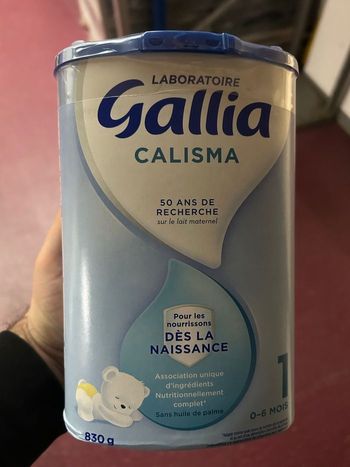 LABORATOIRE
Gallia
CALISMA
50 ANS DE
RECHERCHE
sur le lait maternel
Pour les
nourrissons
DÈS LA
NAISSANCE
Association unique
d'ingrédients
Nutritionnellement
complet*
Sans huile de palme
1
0-6 MOIS
830 g